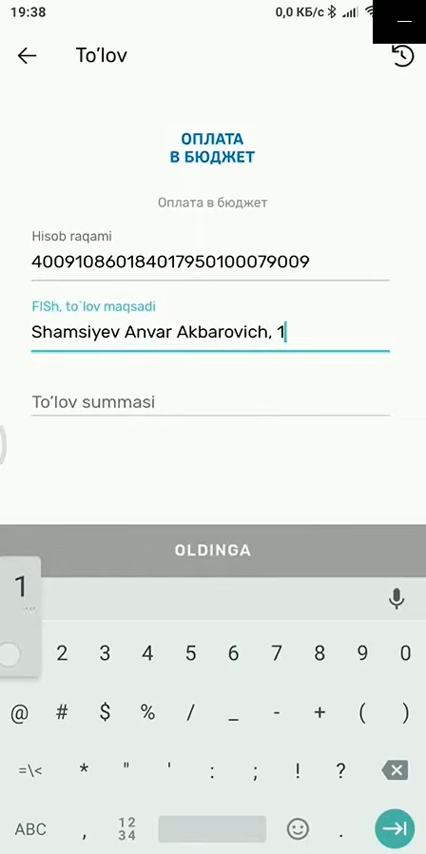 19:38
0,0 КБ/с
To'lov
ОПЛАТА
В БЮДЖЕТ
Оплата в бюджет
Hisob raqami
400910860184017950100079009
FISh, to`lov maqsadi
Shamsiyev Anvar Akbarovich, 1
To'lov summasi
OLDINGA
1
...
2 3 4 5 6 7 8 9 0
@ # $ % / _ - + ( )
=\< * " ' : ; ! ?
ABC , 12 34 .